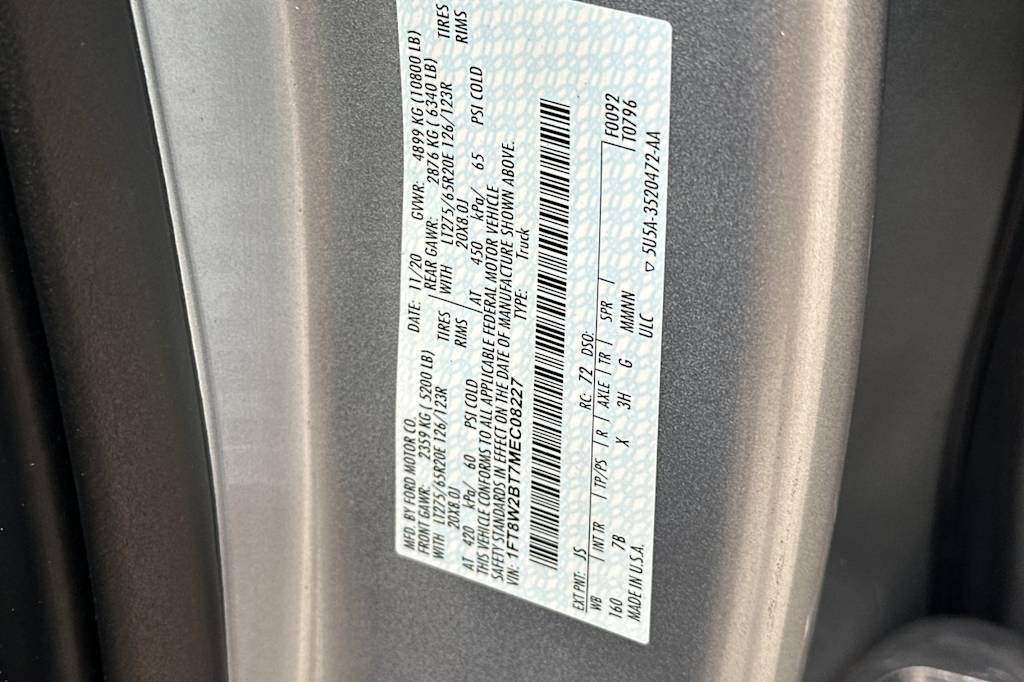 MFD. BY FORD MOTOR CO.
DATE: 11/20 GVWR: 4899 KG (10800 LB)
FRONT GAWR: 2359 KG ( 5200 LB) REAR GAWR: 2876 KG ( 6340 LB)
WITH LT275/65R20E 126/123R TIRES WITH LT275/65R20E 126/123R TIRES
20X8.0J RIMS 20X8.0J RIMS
AT 420 kPa/ 60 PSI COLD AT 450 kPa/ 65 PSI COLD
THIS VEHICLE CONFORMS TO ALL APPLICABLE FEDERAL MOTOR VEHICLE
SAFETY STANDARDS IN EFFECT ON THE DATE OF MANUFACTURE SHOWN ABOVE.
VIN: 1FT8W2BT7MEC08227 TYPE: Truck
EXT PNT: JS RC: 72 DSO: F0092
WB INT TR TP/PS R AXLE TR SPR T0796
160 7B X 3H G MMMNN
MADE IN U.S.A. ULC ▽ 5U5A-3520472-AA